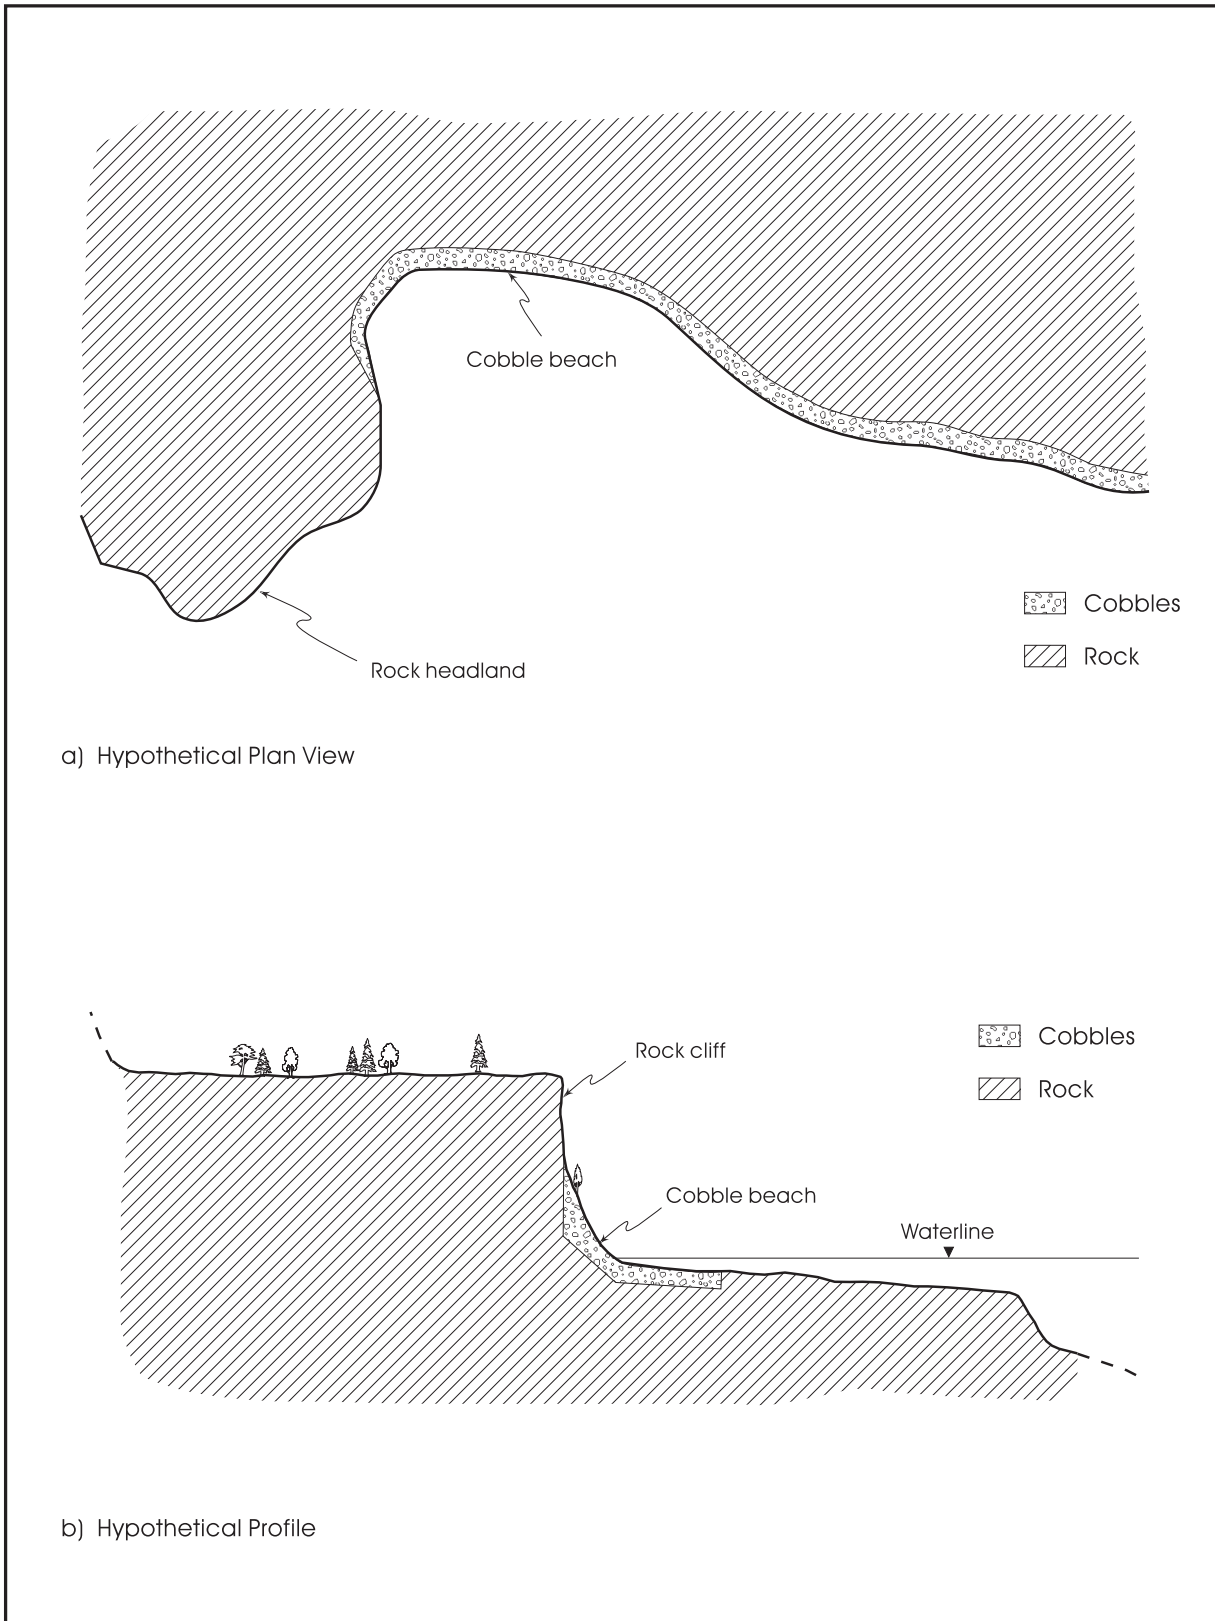 Cobble beach
Cobbles
Rock
Rock headland
a) Hypothetical Plan View
Cobbles
Rock cliff
Rock
Cobble beach
Waterline
b) Hypothetical Profile